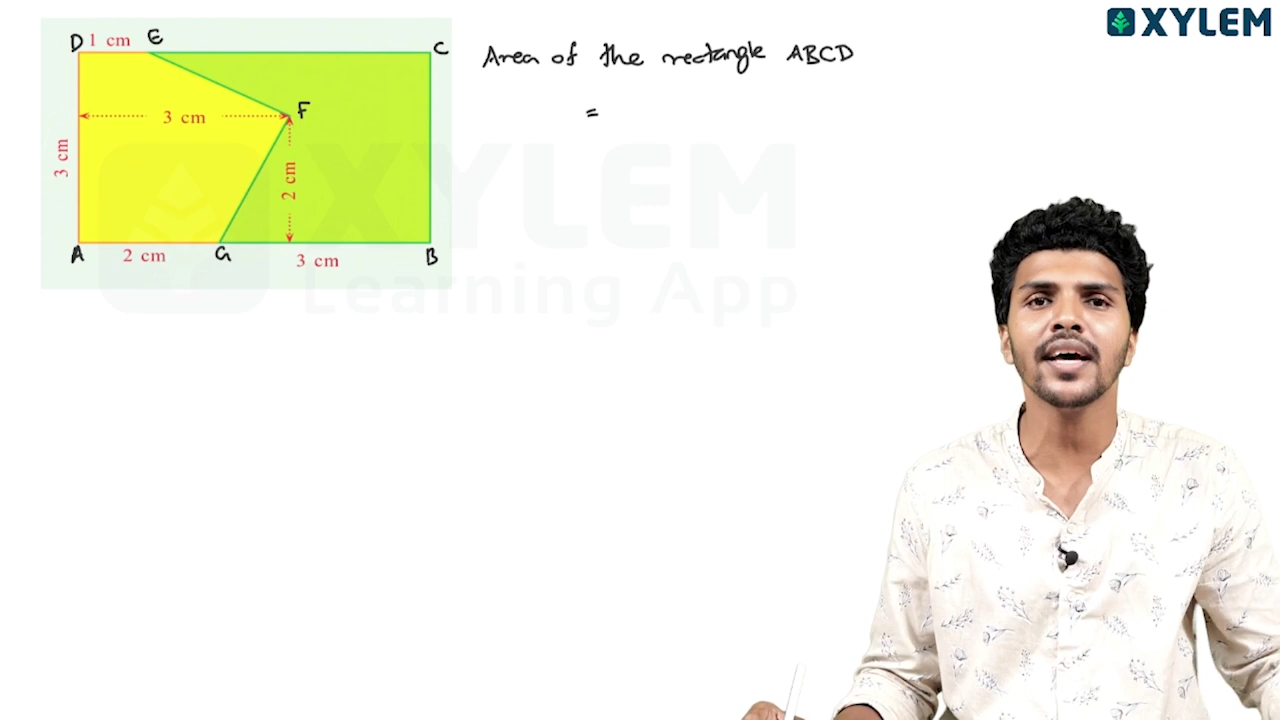 XYLEM
D 1 cm E C
Area of the rectangle ABCD
=
3 cm F
3 cm
2 cm
A 2 cm G 3 cm B
XYLEM
Learning App